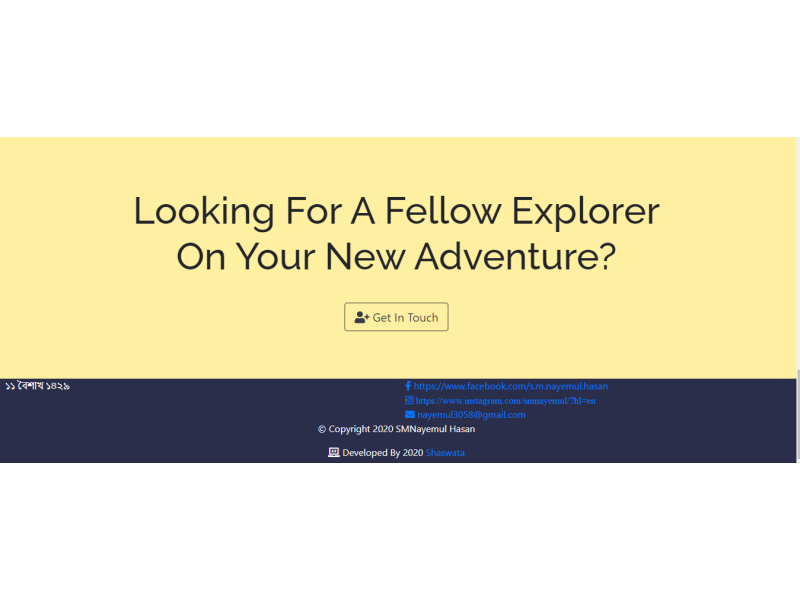 Looking For A Fellow Explorer
On Your New Adventure?
Get In Touch
১১ বৈশাখ ১৪২৯
https://www.facebook.com/s.m.nayemul.hasan
https://www.instagram.com/smnayemul/?hl=en
nayemul3058@gmail.com
© Copyright 2020 SMNayemul Hasan
Developed By 2020 Shaswata